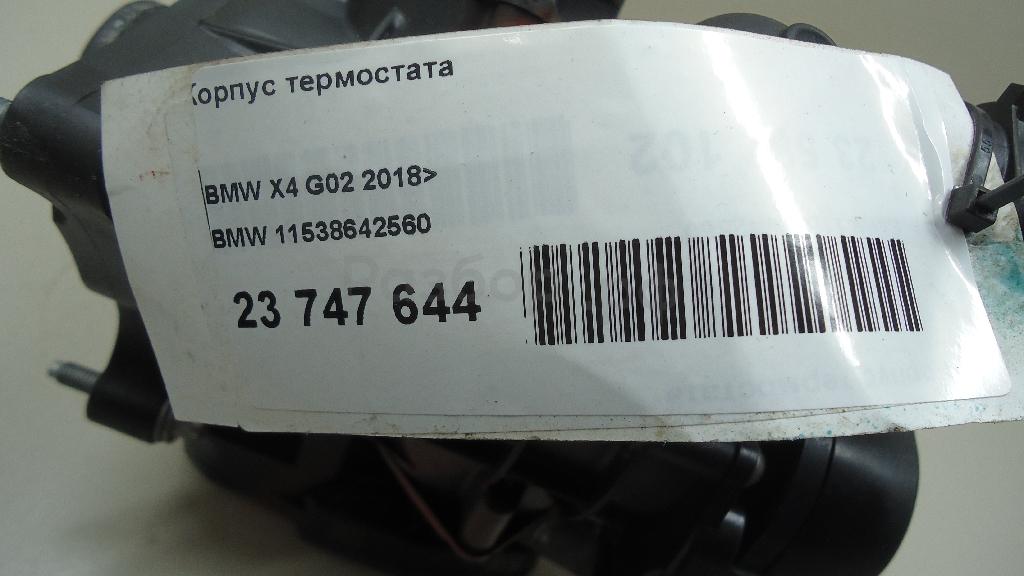 Корпус термостата
BMW X4 G02 2018>
BMW 11538642560
23 747 644